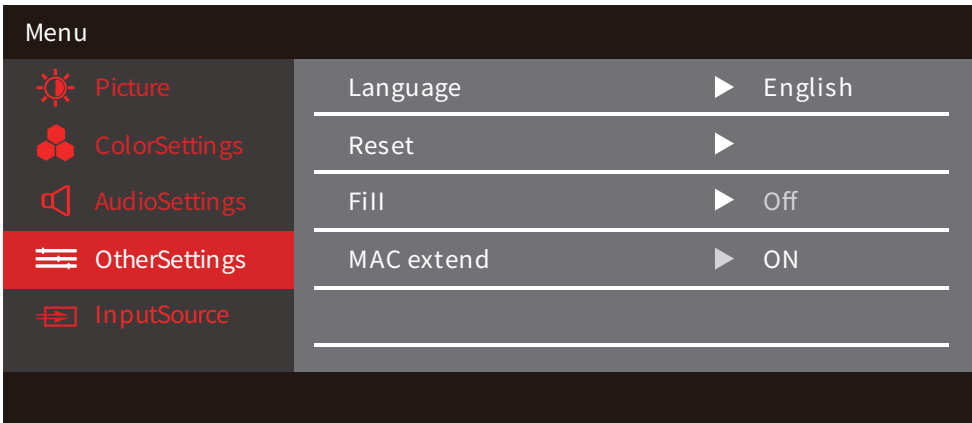 Menu
Picture
ColorSettings
AudioSettings
OtherSettings
InputSource
Language English
Reset
Fill Off
MAC extend ON